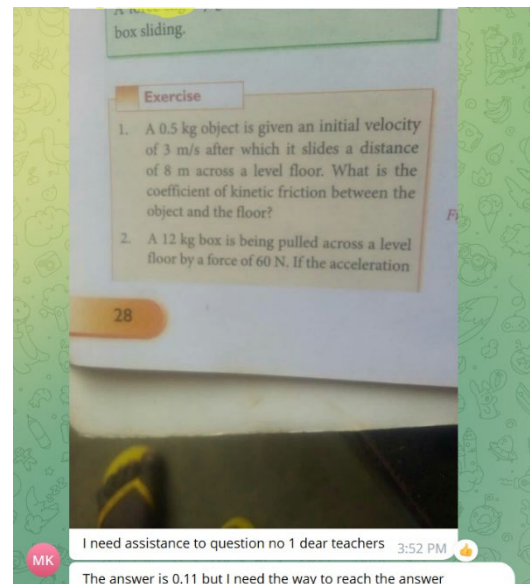 box sliding.
Exercise
1. A 0.5 kg object is given an initial velocity
of 3 m/s after which it slides a distance
of 8 m across a level floor. What is the
coefficient of kinetic friction between the
object and the floor?
2. A 12 kg box is being pulled across a level
floor by a force of 60 N. If the acceleration
28
I need assistance to question no 1 dear teachers 3:52 PM
MK
The answer is 0.11 but I need the way to reach the answer